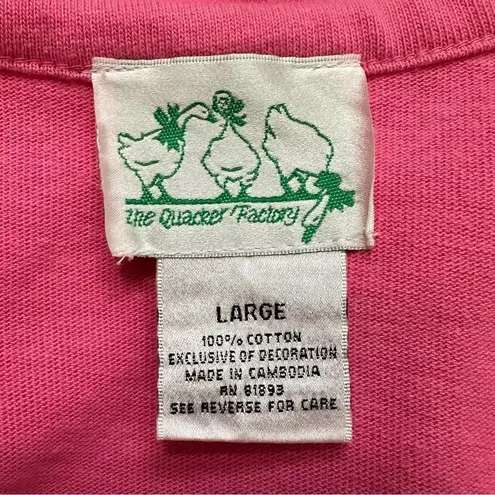 The Quacker Factory
LARGE
100% COTTON
EXCLUSIVE OF DECORATION
MADE IN CAMBODIA
RN 81893
SEE REVERSE FOR CARE